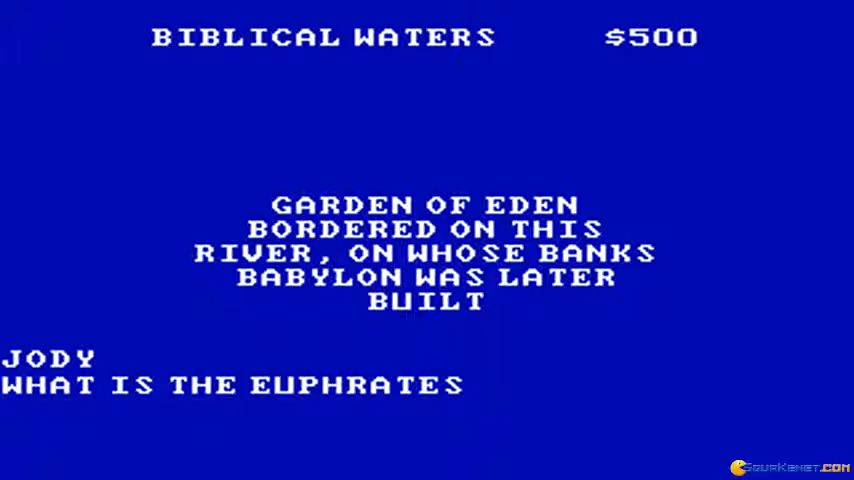 BIBLICAL WATERS $500
GARDEN OF EDEN
BORDERED ON THIS
RIVER, ON WHOSE BANKS
BABYLON WAS LATER
BUILT
JODY
WHAT IS THE EUPHRATES
SquaKenet.com